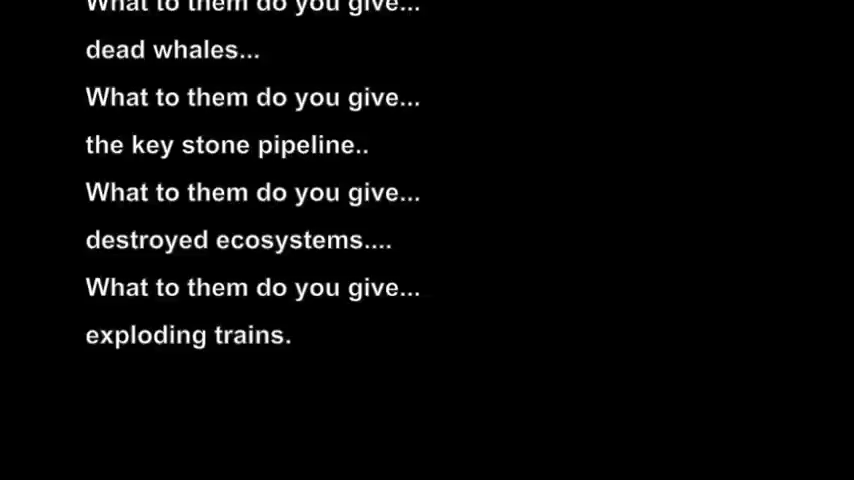 What to them do you give...
dead whales...
What to them do you give...
the key stone pipeline..
What to them do you give...
destroyed ecosystems....
What to them do you give...
exploding trains.